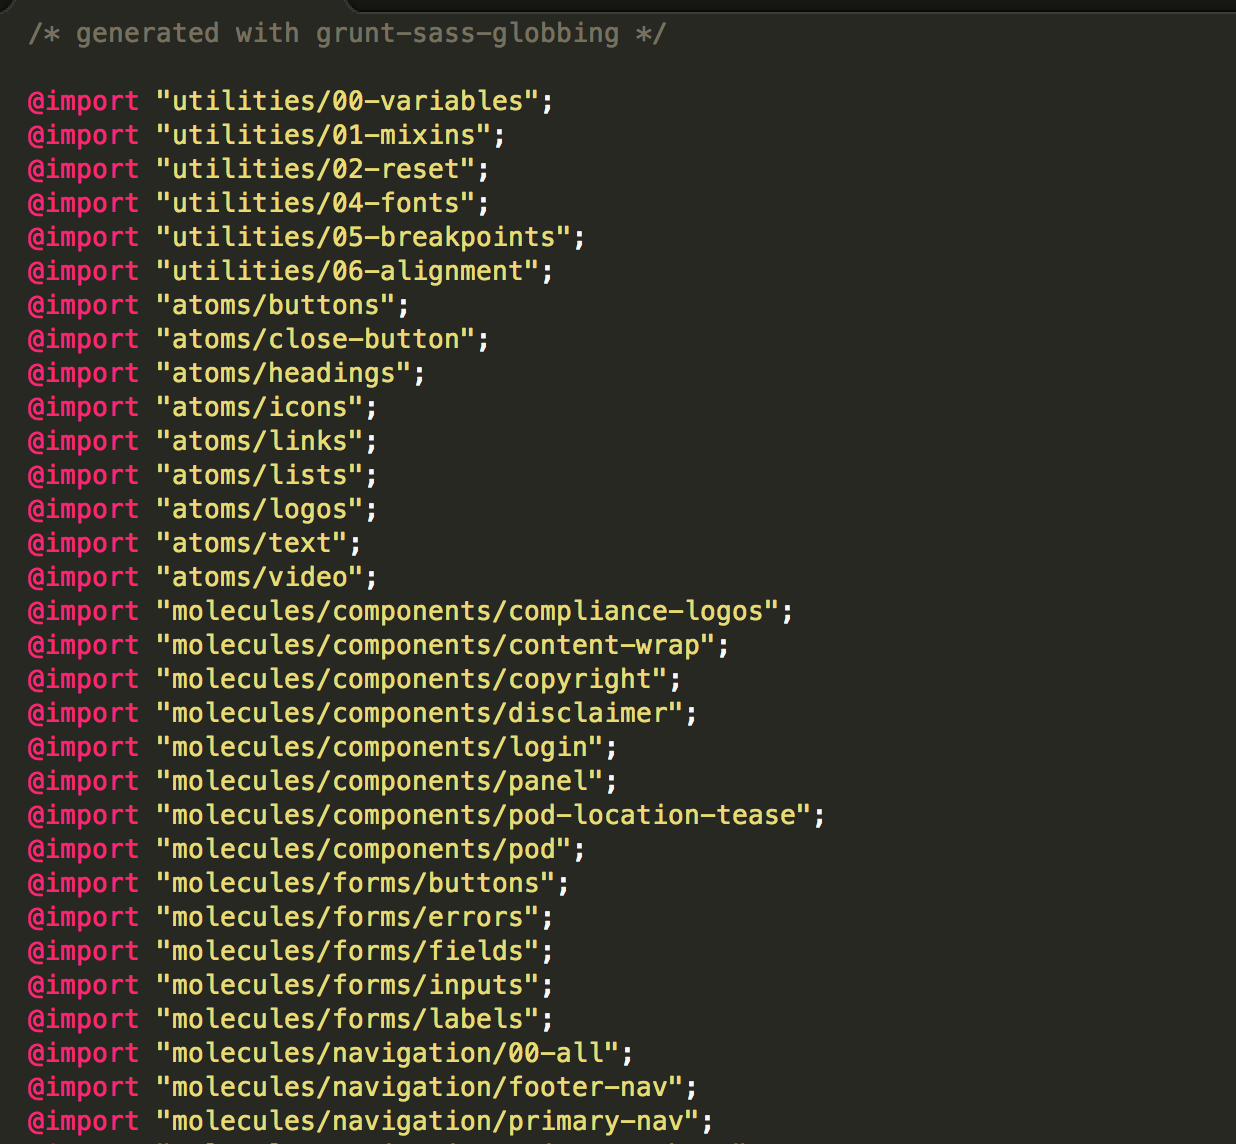 /* generated with grunt-sass-globbing */
@import "utilities/00-variables";
@import "utilities/01-mixins";
@import "utilities/02-reset";
@import "utilities/04-fonts";
@import "utilities/05-breakpoints";
@import "utilities/06-alignment";
@import "atoms/buttons";
@import "atoms/close-button";
@import "atoms/headings";
@import "atoms/icons";
@import "atoms/links";
@import "atoms/lists";
@import "atoms/logos";
@import "atoms/text";
@import "atoms/video";
@import "molecules/components/compliance-logos";
@import "molecules/components/content-wrap";
@import "molecules/components/copyright";
@import "molecules/components/disclaimer";
@import "molecules/components/login";
@import "molecules/components/panel";
@import "molecules/components/pod-location-tease";
@import "molecules/components/pod";
@import "molecules/forms/buttons";
@import "molecules/forms/errors";
@import "molecules/forms/fields";
@import "molecules/forms/inputs";
@import "molecules/forms/labels";
@import "molecules/navigation/00-all";
@import "molecules/navigation/footer-nav";
@import "molecules/navigation/primary-nav";